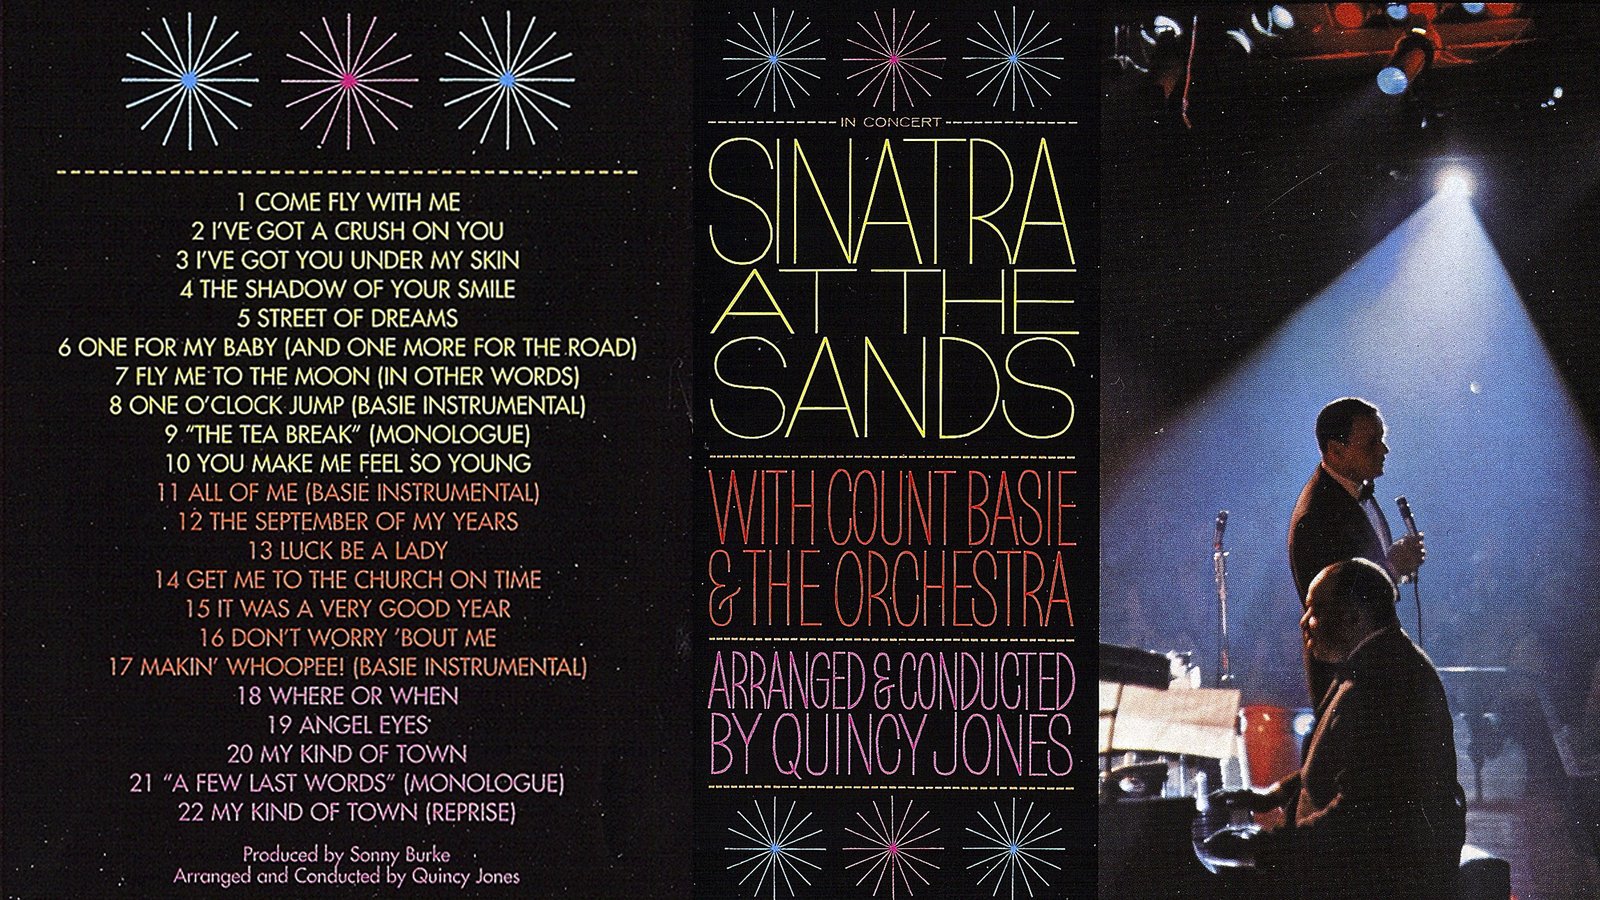 1 COME FLY WITH ME
2 I'VE GOT A CRUSH ON YOU
3 I'VE GOT YOU UNDER MY SKIN
4 THE SHADOW OF YOUR SMILE
5 STREET OF DREAMS
6 ONE FOR MY BABY (AND ONE MORE FOR THE ROAD)
7 FLY ME TO THE MOON (IN OTHER WORDS)
8 ONE O'CLOCK JUMP (BASIE INSTRUMENTAL)
9 "THE TEA BREAK" (MONOLOGUE)
10 YOU MAKE ME FEEL SO YOUNG
11 ALL OF ME (BASIE INSTRUMENTAL)
12 THE SEPTEMBER OF MY YEARS
13 LUCK BE A LADY
14 GET ME TO THE CHURCH ON TIME
15 IT WAS A VERY GOOD YEAR
16 DON'T WORRY 'BOUT ME
17 MAKIN' WHOOPEE! (BASIE INSTRUMENTAL)
18 WHERE OR WHEN
19 ANGEL EYES
20 MY KIND OF TOWN
21 "A FEW LAST WORDS" (MONOLOGUE)
22 MY KIND OF TOWN (REPRISE)
Produced by Sonny Burke
Arranged and Conducted by Quincy Jones
IN CONCERT
SINATRA
AT THE
SANDS
WITH COUNT BASIE
& THE ORCHESTRA
ARRANGED & CONDUCTED
BY QUINCY JONES